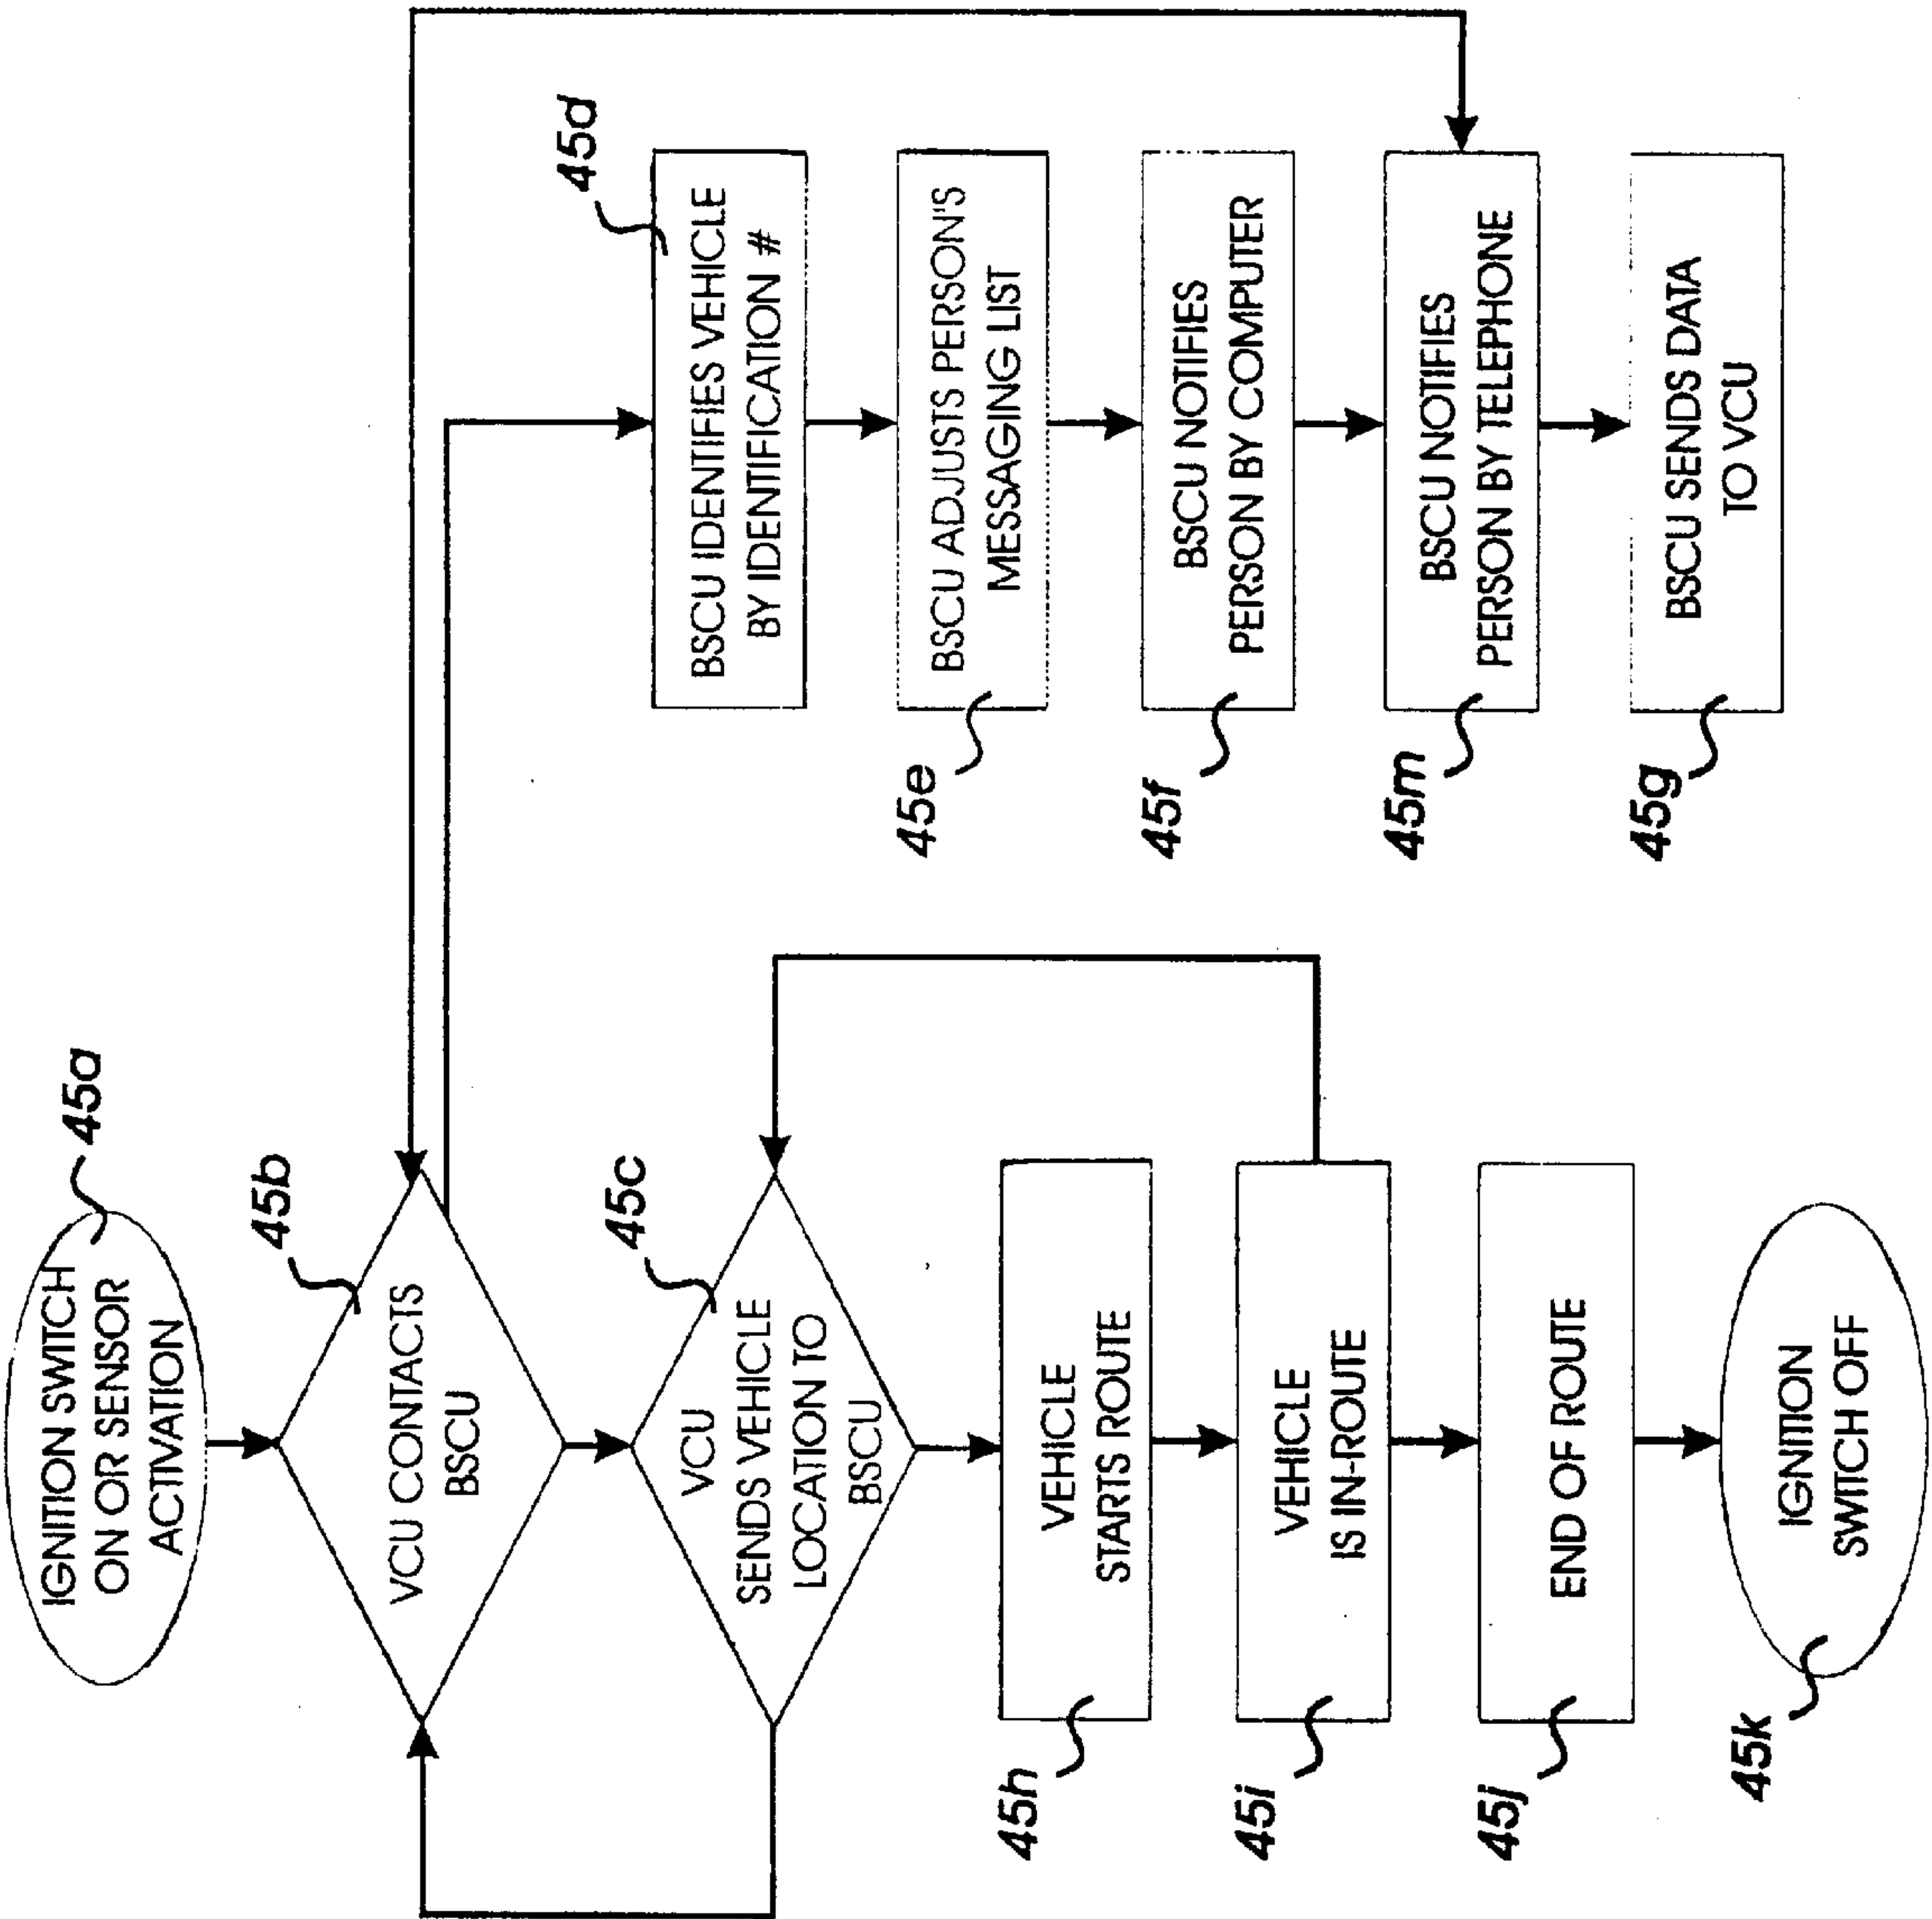 IGNITION SWITCH
ON OR SENSOR
ACTIVATION
45a
VCU CONTACTS
BSCU
45b
VCU
SENDS VEHICLE
LOCATION TO
BSCU
45c
VEHICLE
STARTS ROUTE
45h
VEHICLE
IS IN-ROUTE
45i
END OF ROUTE
45j
IGNITION
SWITCH OFF
45k
BSCU IDENTIFIES VEHICLE
BY IDENTIFICATION #
45d
BSCU ADJUSTS PERSON'S
MESSAGING LIST
45e
BSCU NOTIFIES
PERSON BY COMPUTER
45f
BSCU NOTIFIES
PERSON BY TELEPHONE
45m
BSCU SENDS DATA
TO VCU
45g